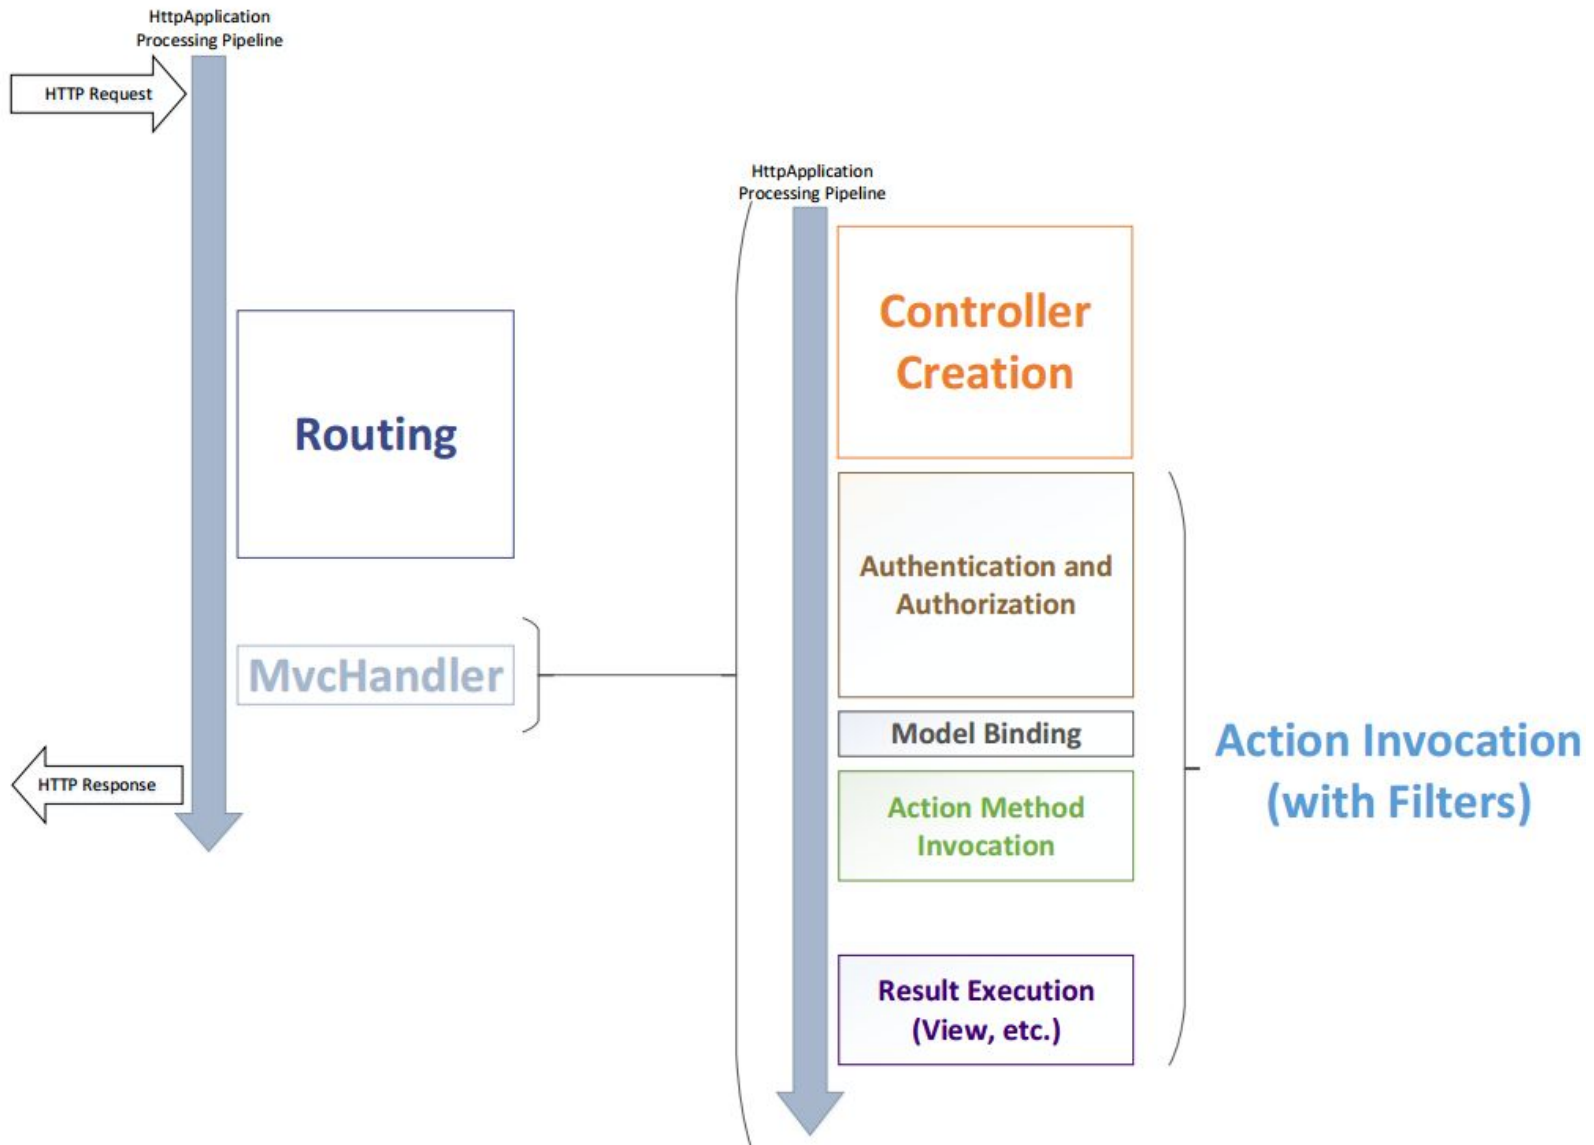 HttpApplication
Processing Pipeline
HTTP Request
Routing
MvcHandler
HTTP Response
HttpApplication
Processing Pipeline
Controller
Creation
Authentication and
Authorization
Model Binding
Action Method
Invocation
Result Execution
(View, etc.)
Action Invocation
(with Filters)